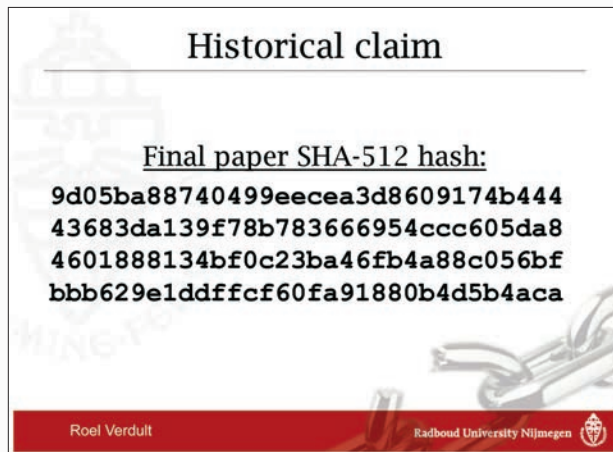 Historical claim
Final paper SHA-512 hash:
9d05ba88740499eecea3d8609174b444
43683da139f78b783666954ccc605da8
4601888134bf0c23ba46fb4a88c056bf
bbb629e1ddffcf60fa91880b4d5b4aca
Roel Verdult
Radboud University Nijmegen